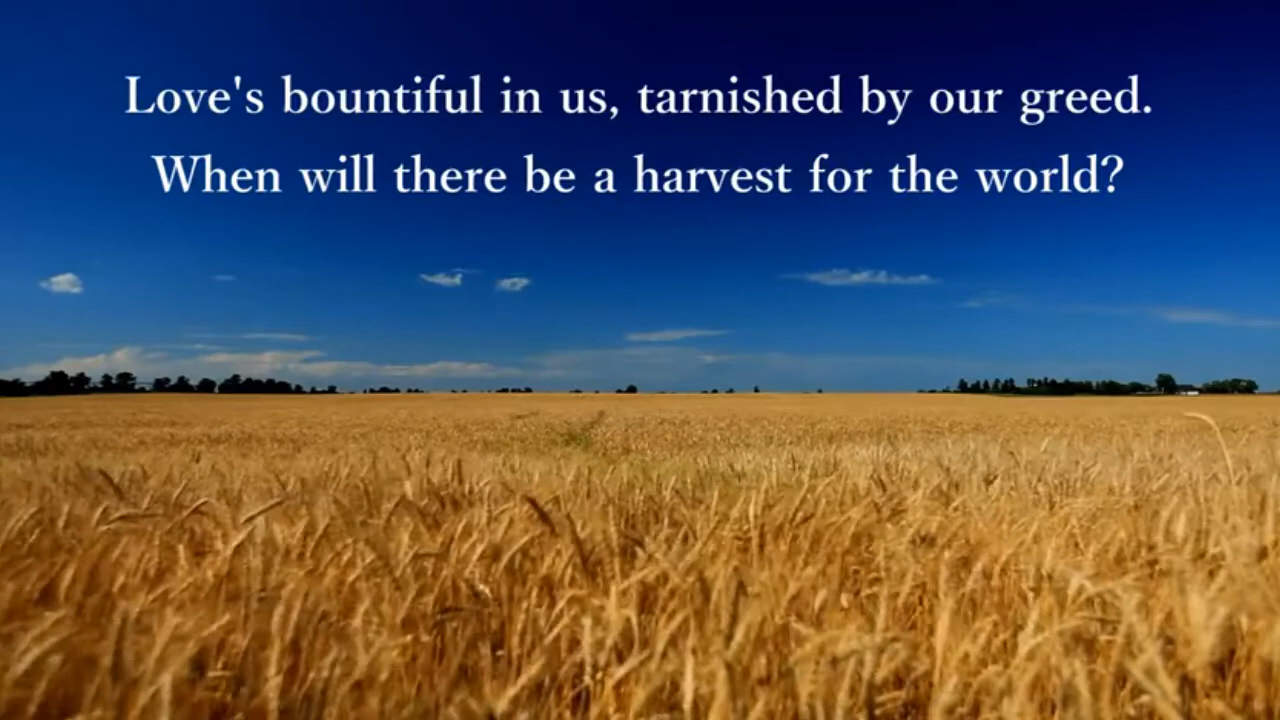 Love's bountiful in us, tarnished by our greed.
When will there be a harvest for the world?